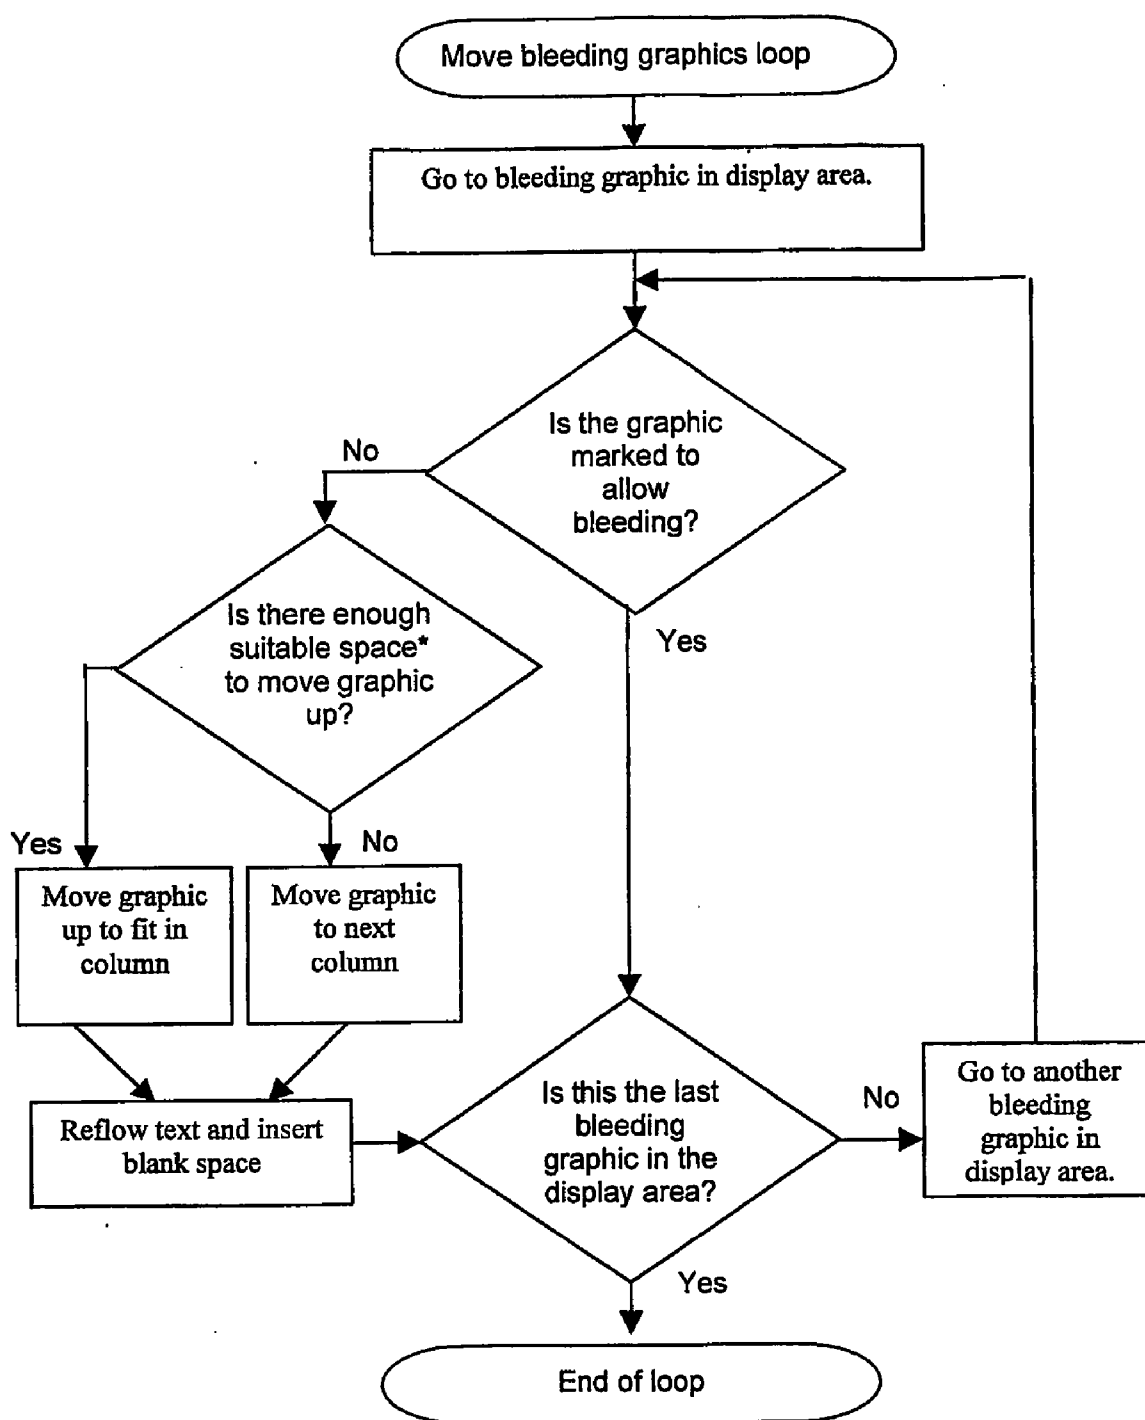 Move bleeding graphics loop
Go to bleeding graphic in display area.
Is the graphic
marked to
allow
bleeding?
No
Yes
Is there enough
suitable space*
to move graphic
up?
Yes
No
Move graphic
up to fit in
column
Move graphic
to next
column
Reflow text and insert
blank space
Is this the last
bleeding
graphic in the
display area?
No
Go to another
bleeding
graphic in
display area.
Yes
End of loop